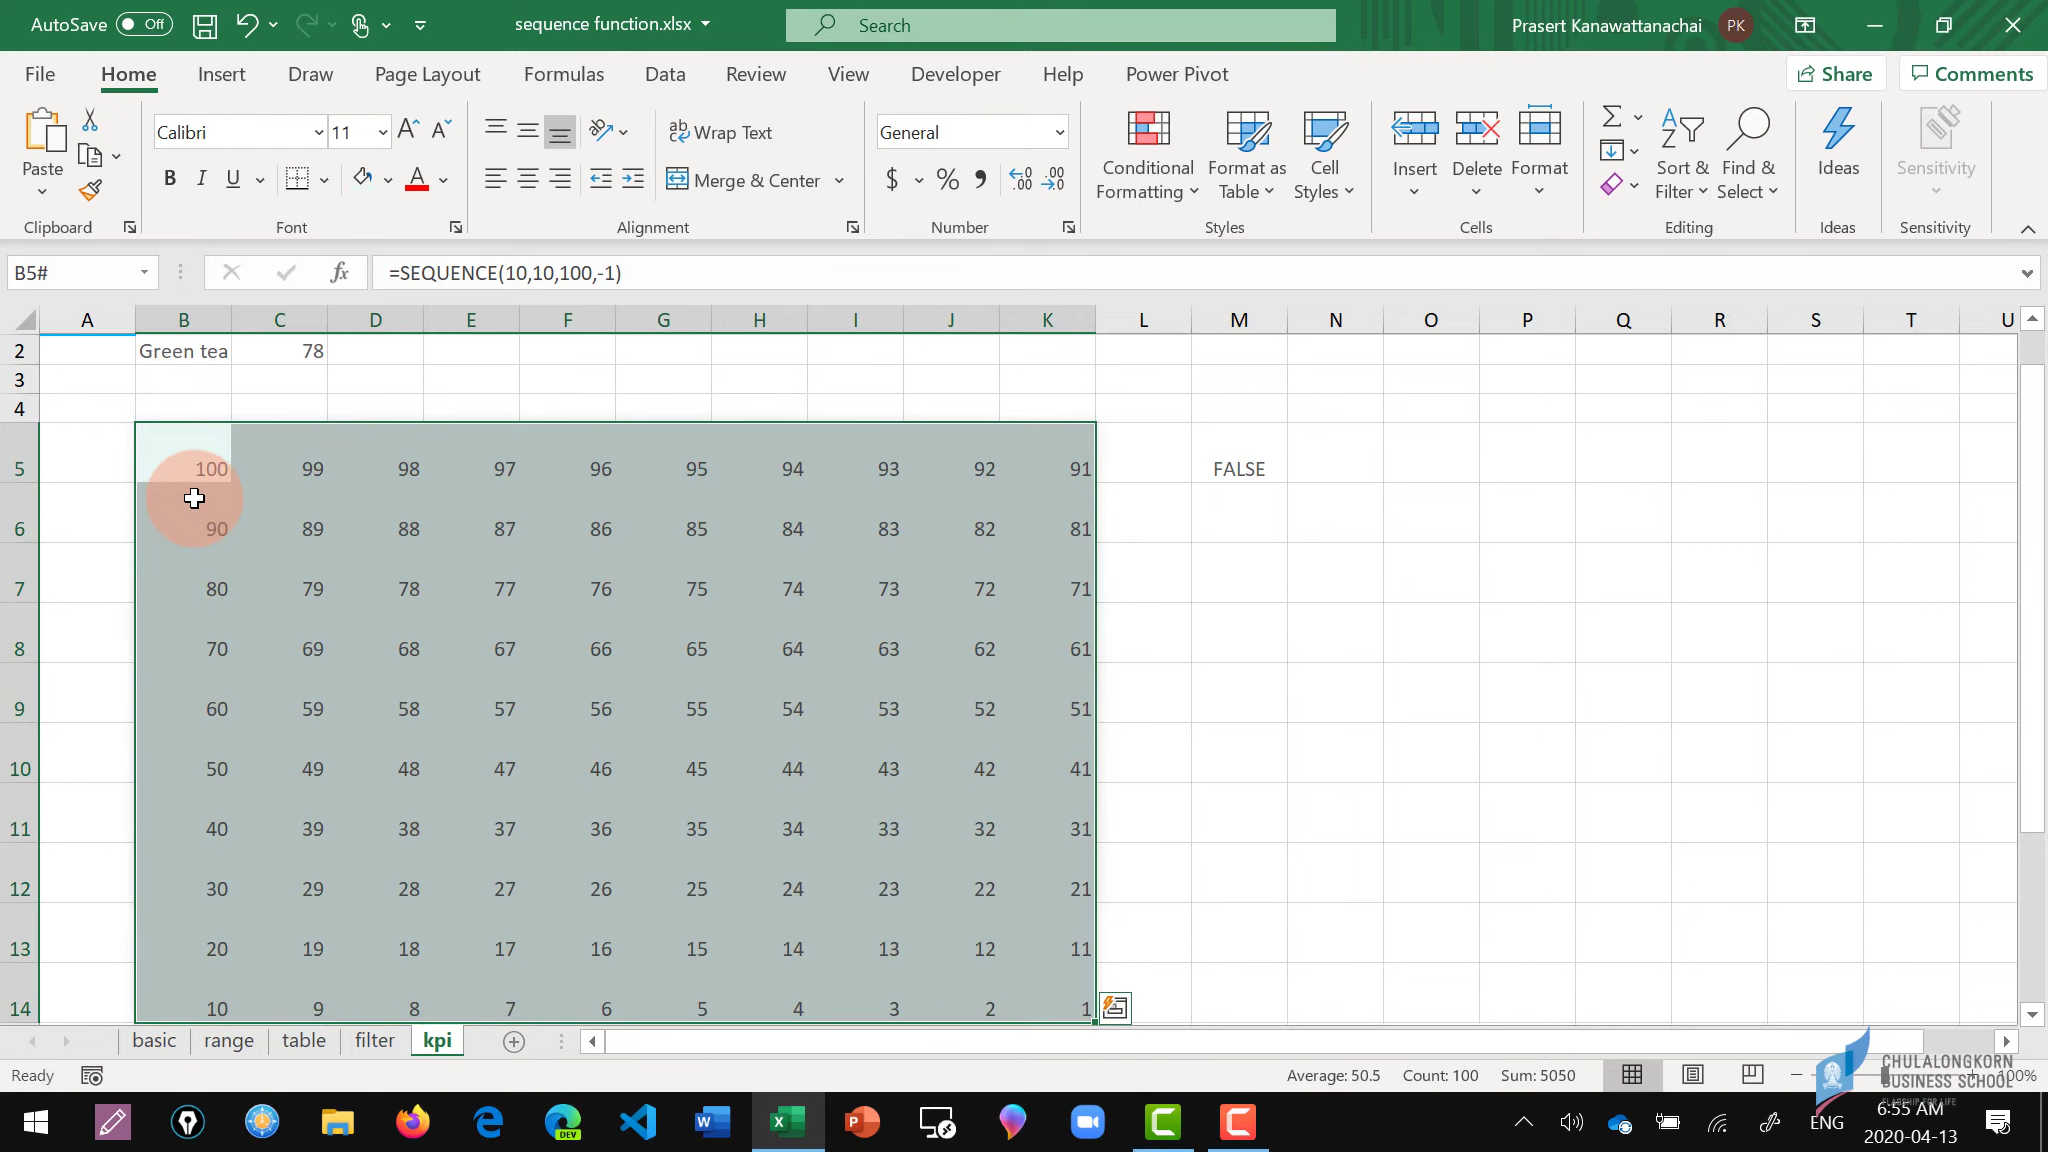 AutoSave Off sequence function.xlsx Search Prasert Kanawattanachai PK
File Home Insert Draw Page Layout Formulas Data Review View Developer Help Power Pivot Share Comments
Calibri 11 ab Wrap Text General
Paste B I U Merge & Center $ % Conditional Formatting Format as Table Cell Styles Insert Delete Format Sort & Filter Find & Select Ideas Sensitivity
Clipboard Font Alignment Number Styles Cells Editing Ideas Sensitivity
B5# fx =SEQUENCE(10,10,100,-1)
A B C D E F G H I J K L M N O P Q R S T U
2 Green tea 78
3
4
5 100 99 98 97 96 95 94 93 92 91 FALSE
6 90 89 88 87 86 85 84 83 82 81
7 80 79 78 77 76 75 74 73 72 71
8 70 69 68 67 66 65 64 63 62 61
9 60 59 58 57 56 55 54 53 52 51
10 50 49 48 47 46 45 44 43 42 41
11 40 39 38 37 36 35 34 33 32 31
12 30 29 28 27 26 25 24 23 22 21
13 20 19 18 17 16 15 14 13 12 11
14 10 9 8 7 6 5 4 3 2 1
basic range table filter kpi
CHULALONGKORN
BUSINESS SCHOOL
FLAGSHIP FOR LIFE
Ready Average: 50.5 Count: 100 Sum: 5050 100%
DEV ENG 6:55 AM
2020-04-13